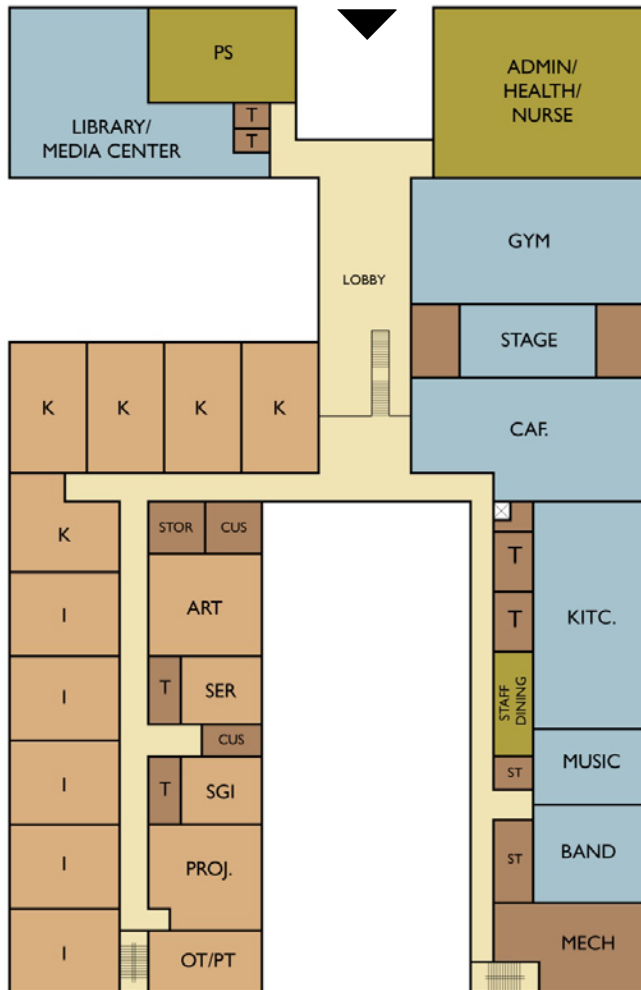 PS
ADMIN/
HEALTH/
NURSE
T
T
LIBRARY/
MEDIA CENTER
GYM
LOBBY
STAGE
K
K
K
K
CAF.
K
STOR
CUS
T
ART
I
T
KITC.
T
SER
I
STAFF
DINING
CUS
MUSIC
ST
I
T
SGI
BAND
ST
I
PROJ.
MECH
I
OT/PT